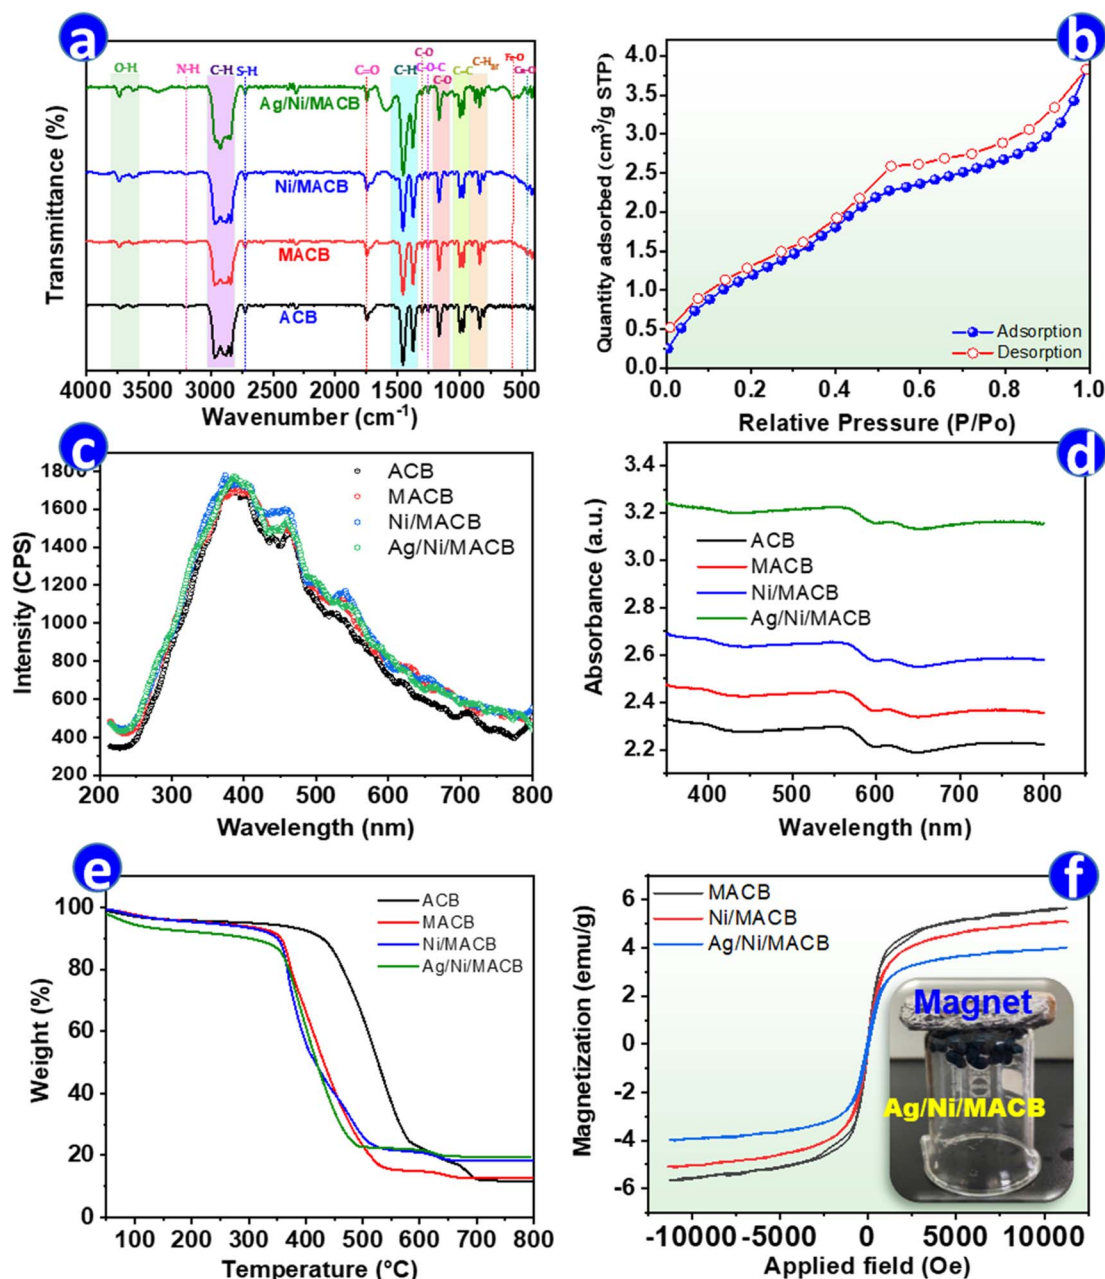 a
O-H N-H C-H S-H C=O C-H C-O C-O-C C-O C=C C-H ar Fe-O
Ag/Ni/MACB
Ni/MACB
MACB
ACB
Transmittance (%)
4000 3500 3000 2500 2000 1500 1000 500
Wavenumber (cm-1)
b
4.0
3.5
3.0
2.5
2.0
1.5
1.0
0.5
0.0
Quantity adsorbed (cm³/g STP)
Adsorption
Desorption
0.0 0.2 0.4 0.6 0.8 1.0
Relative Pressure (P/Po)
c
1800
1600
1400
1200
1000
800
600
400
200
Intensity (CPS)
ACB
MACB
Ni/MACB
Ag/Ni/MACB
200 300 400 500 600 700 800
Wavelength (nm)
d
3.4
3.2
3.0
2.8
2.6
2.4
2.2
Absorbance (a.u.)
ACB
MACB
Ni/MACB
Ag/Ni/MACB
400 500 600 700 800
Wavelength (nm)
e
100
80
60
40
20
0
Weight (%)
ACB
MACB
Ni/MACB
Ag/Ni/MACB
100 200 300 400 500 600 700 800
Temperature (°C)
f
6
4
2
0
-2
-4
-6
Magnetization (emu/g)
MACB
Ni/MACB
Ag/Ni/MACB
Magnet
Ag/Ni/MACB
-10000 -5000 0 5000 10000
Applied field (Oe)